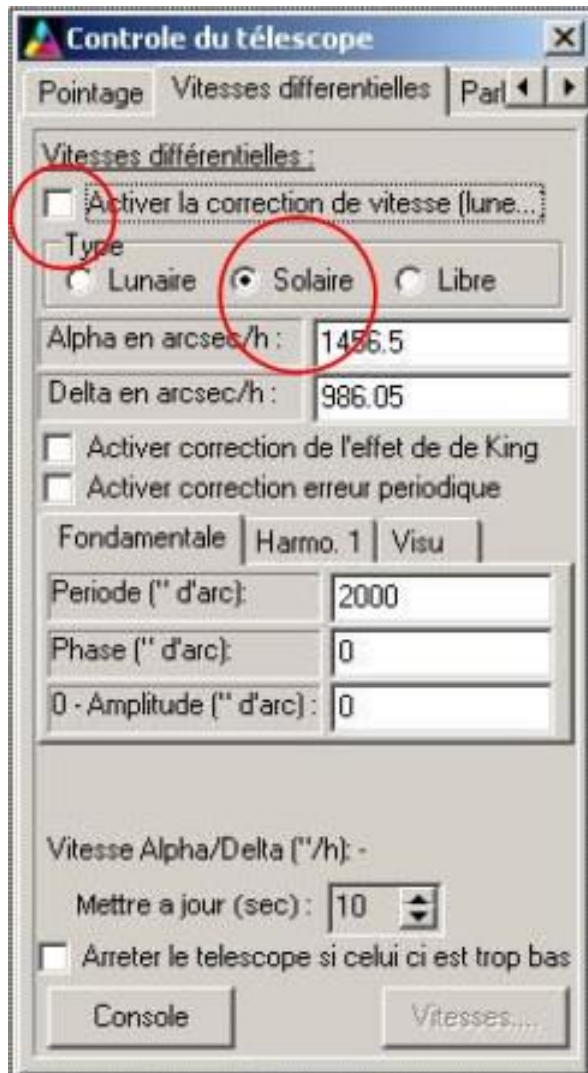 Controle du télescope
Pointage Vitesses differentielles Parl
Vitesses différentielles :
Activer la correction de vitesse (lune...)
Type
Lunaire Solaire Libre
Alpha en arcsec/h : 1456.5
Delta en arcsec/h : 986.05
Activer correction de l'effet de de King
Activer correction erreur periodique
Fondamentale Harmo. 1 Visu
Periode ('' d'arc): 2000
Phase ('' d'arc): 0
0 - Amplitude ('' d'arc) : 0
Vitesse Alpha/Delta (''/h): -
Mettre a jour (sec) : 10
Arreter le telescope si celui ci est trop bas
Console Vitesses....